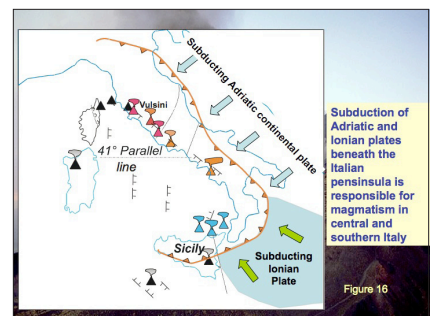 Subducting Adriatic continental plate
Vulsini
41° Parallel
line
Sicily
Subducting
Ionian
Plate
Subduction of
Adriatic and
Ionian plates
beneath the
Italian
pensinsula is
responsible for
magmatism in
central and
southern Italy
Figure 16